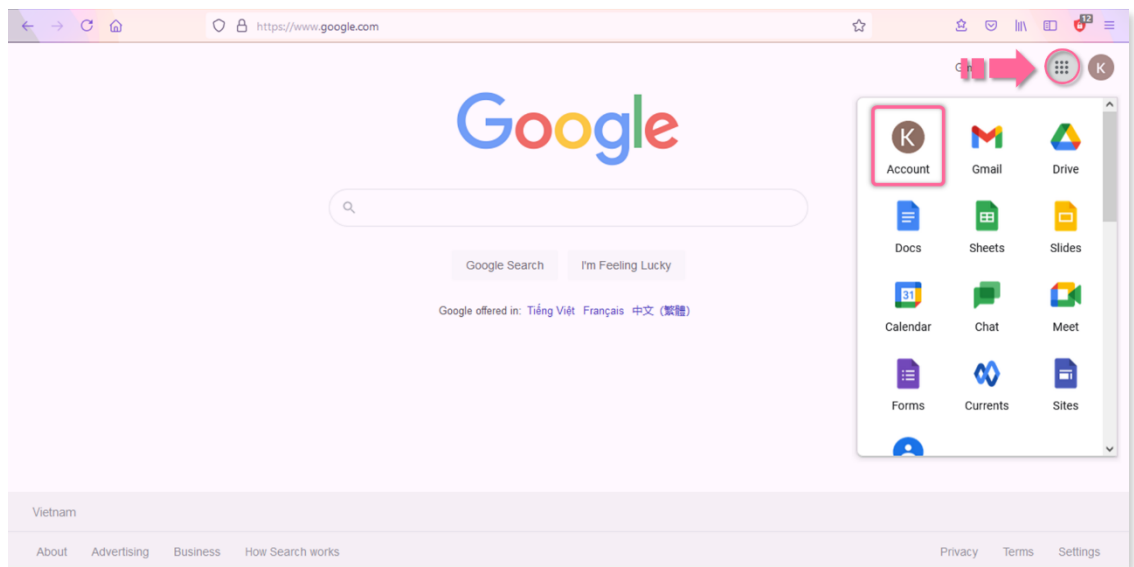 https://www.google.com
12
K
Google
K
Account
Gmail
Drive
Docs
Sheets
Slides
31
Calendar
Chat
Meet
Forms
Currents
Sites
Google Search
I'm Feeling Lucky
Google offered in: Tiếng Việt Français 中文 (繁體)
Vietnam
About Advertising Business How Search works
Privacy Terms Settings